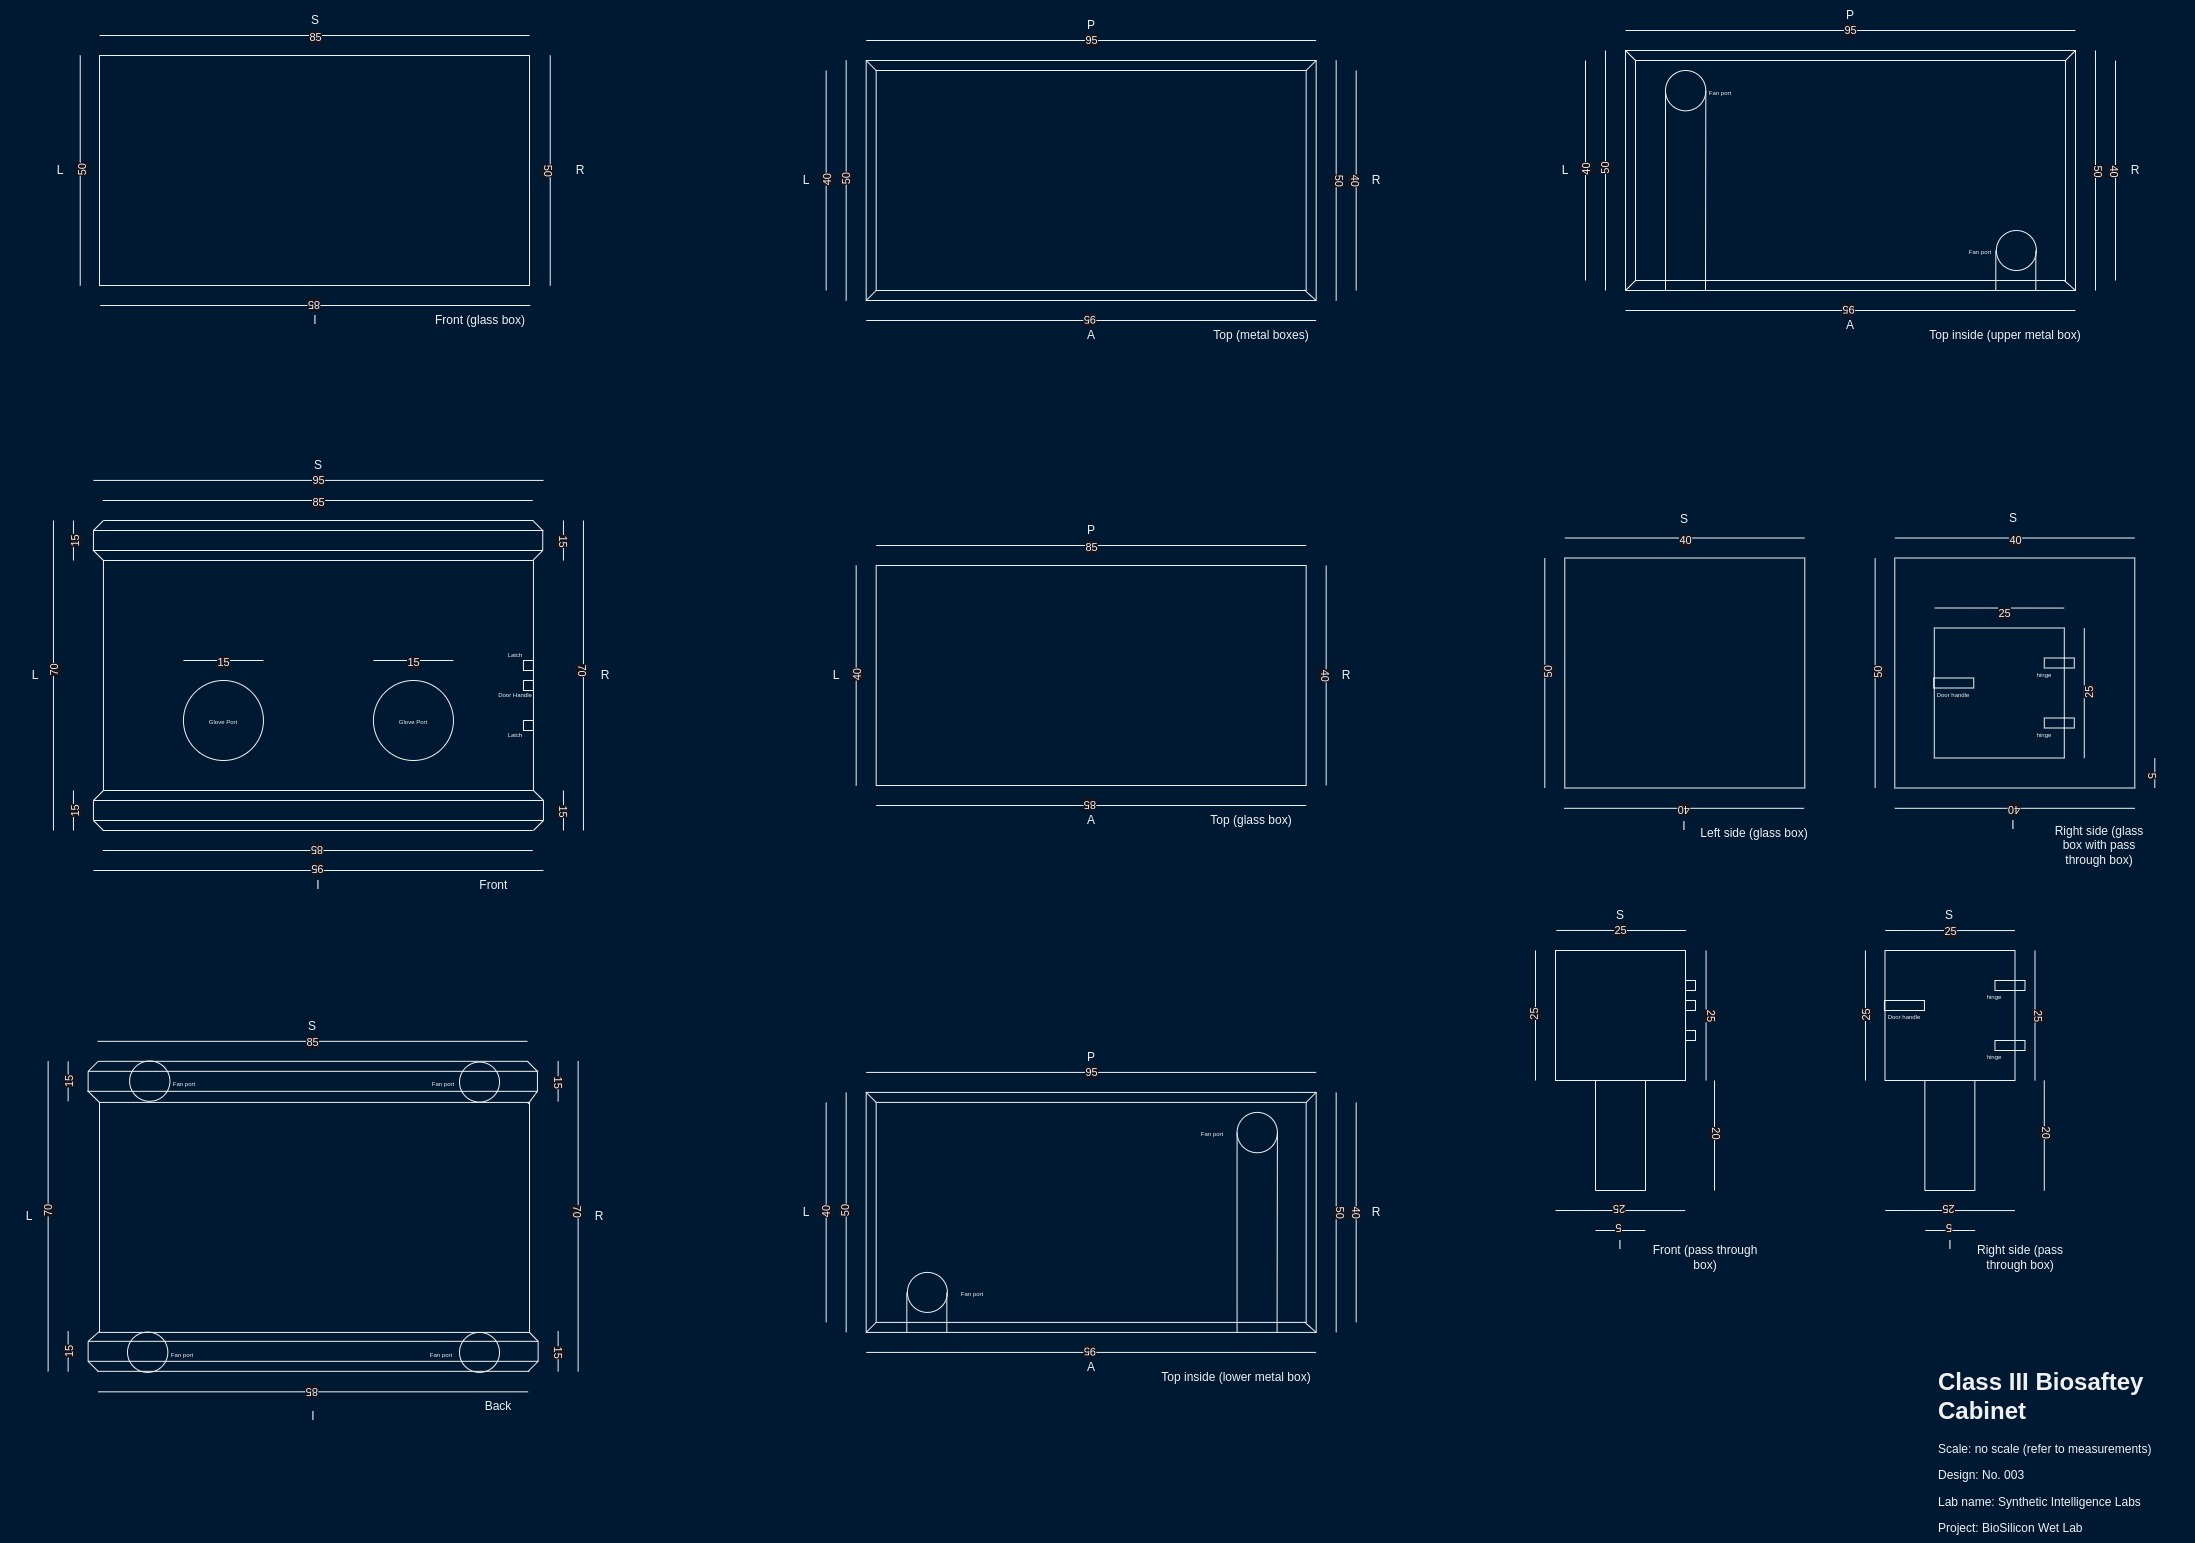 S
85
L
50
50
R
85
I
Front (glass box)
P
95
L
40
50
50
40
R
95
A
Top (metal boxes)
P
95
Fan port
L
40
50
50
40
R
Fan port
95
A
Top inside (upper metal box)
S
95
85
15
15
L
70
15
15
Latch
Door Handle
Latch
Glove Port
Glove Port
70
R
15
15
85
95
I
Front
P
85
L
40
40
R
85
A
Top (glass box)
S
40
50
40
I
Left side (glass box)
S
40
25
50
hinge
Door handle
25
hinge
5
40
I
Right side (glass
box with pass
through box)
S
25
25
25
20
25
5
I
Front (pass through
box)
S
25
25
hinge
Door handle
25
hinge
20
25
5
I
Right side (pass
through box)
S
85
15
Fan port
Fan port
15
L
70
70
R
15
Fan port
Fan port
15
85
I
Back
P
95
Fan port
L
40
50
50
40
R
Fan port
95
A
Top inside (lower metal box)
Class III Biosaftey
Cabinet
Scale: no scale (refer to measurements)
Design: No. 003
Lab name: Synthetic Intelligence Labs
Project: BioSilicon Wet Lab